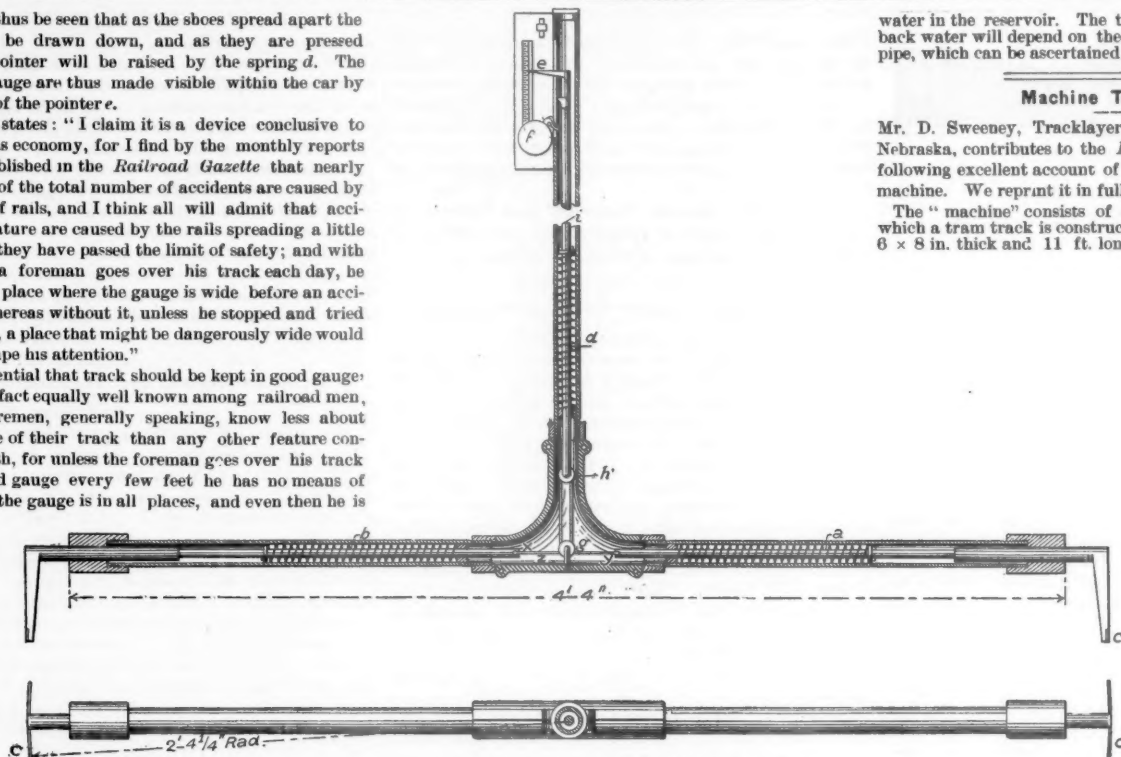 hus be seen that as the shoes spread apart the
be drawn down, and as they are pressed
ointer will be raised by the spring d. The
auge are thus made visible within the car by
of the pointer e.
states: “I claim it is a device conclusive to
s economy, for I find by the monthly reports
blished in the Railroad Gazette that nearly
of the total number of accidents are caused by
f rails, and I think all will admit that acci-
ature are caused by the rails spreading a little
they have passed the limit of safety; and with
a foreman goes over his track each day, be
place where the gauge is wide before an acci-
hereas without it, unless he stopped and tried
, a place that might be dangerously wide would
ape his attention.”
ential that track should be kept in good gauge,
fact equally well known among railroad men,
remen, generally speaking, know less about
e of their track than any other feature con-
h, for unless the foreman goes over his track
d gauge every few feet he has no means of
the gauge is in all places, and even then he is
e
f
i
d
h'
b
a
x
g
z
y
4' 4"
c
c
c
2'-4 1/4" Rad.
water in the reservoir. The t
back water will depend on the
pipe, which can be ascertained
Machine T
Mr. D. Sweeney, Tracklayer
Nebraska, contributes to the
following excellent account of
machine. We reprint it in full
The “ machine” consists of
which a tram track is construc
6 × 8 in. thick and 11 ft. lon